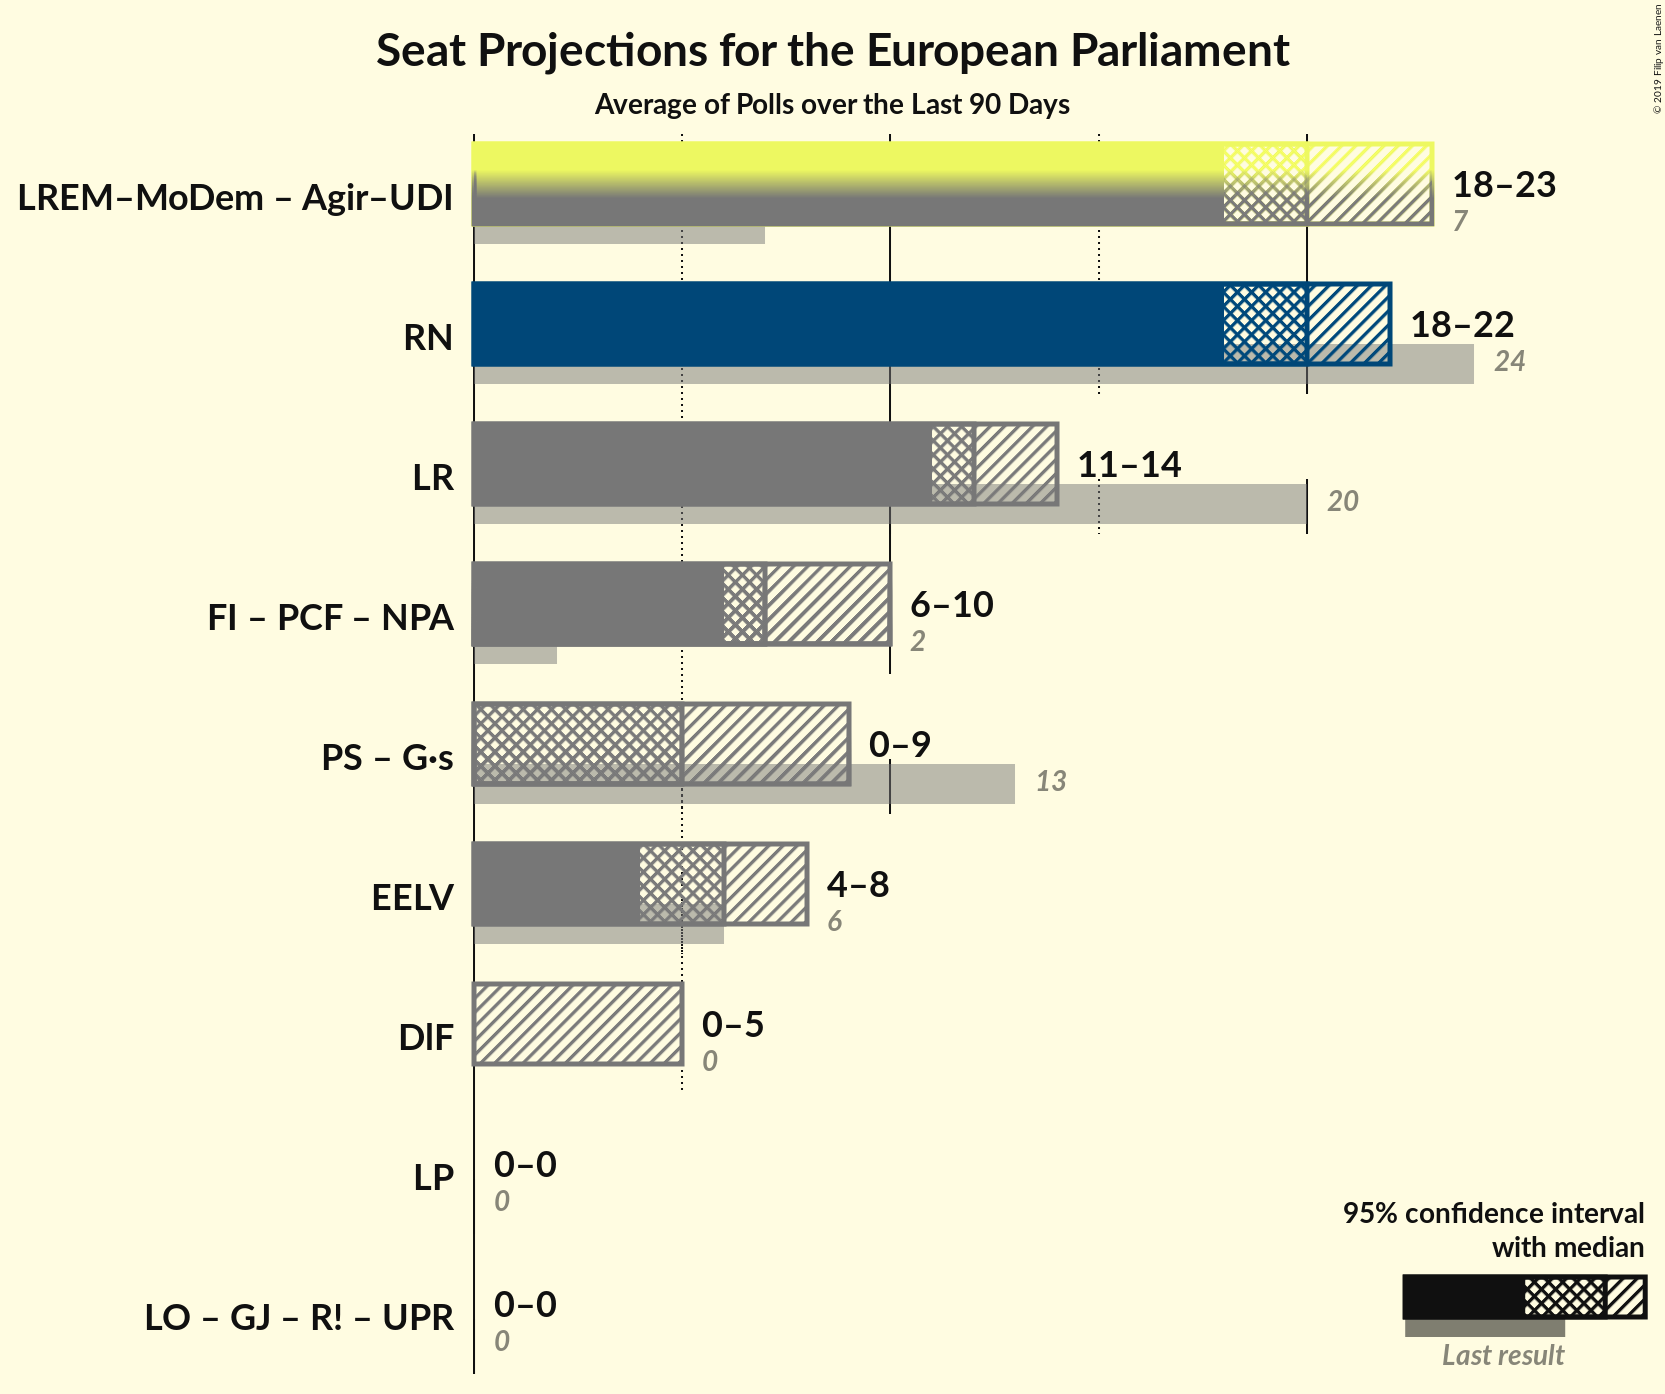 Seat Projections for the European Parliament
Average of Polls over the Last 90 Days
© 2019 Filip van Laenen
LREM–MoDem – Agir–UDI
18–23
7
RN
18–22
24
LR
11–14
20
FI – PCF – NPA
6–10
2
PS – G·s
0–9
13
EELV
4–8
6
DlF
0–5
0
LP
0–0
0
LO – GJ – R! – UPR
0–0
0
95% confidence interval
with median
Last result